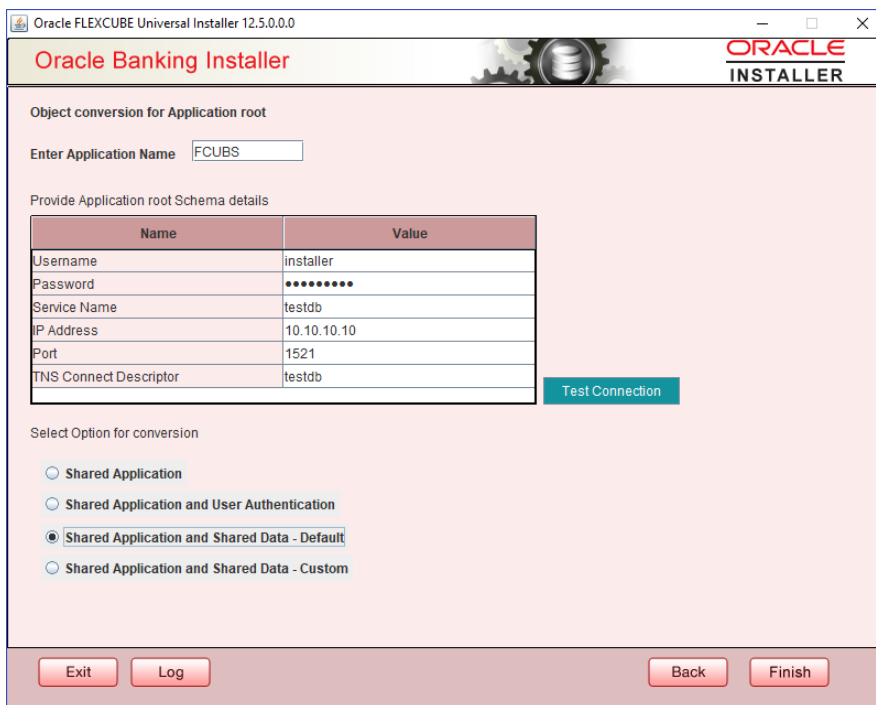 Oracle FLEXCUBE Universal Installer 12.5.0.0.0
Oracle Banking Installer
ORACLE
INSTALLER
Object conversion for Application root
Enter Application Name FCUBS
Provide Application root Schema details
Name Value
Username installer
Password •••••••••
Service Name testdb
IP Address 10.10.10.10
Port 1521
TNS Connect Descriptor testdb
Test Connection
Select Option for conversion
Shared Application
Shared Application and User Authentication
Shared Application and Shared Data - Default
Shared Application and Shared Data - Custom
Exit Log Back Finish